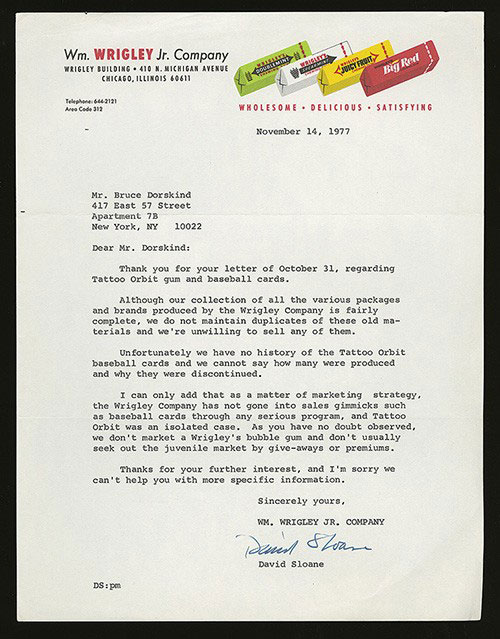 Wm. WRIGLEY Jr. Company
WRIGLEY BUILDING • 410 N. MICHIGAN AVENUE
CHICAGO, ILLINOIS 60611
Telephone: 644-2121
Area Code 312
WRIGLEY'S
DOUBLEMINT
WRIGLEY'S
SPEARMINT
WRIGLEY'S
JUICY FRUIT
Big Red
WHOLESOME • DELICIOUS • SATISFYING
November 14, 1977
Mr. Bruce Dorskind
417 East 57 Street
Apartment 7B
New York, NY 10022
Dear Mr. Dorskind:
Thank you for your letter of October 31, regarding
Tattoo Orbit gum and baseball cards.
Although our collection of all the various packages
and brands produced by the Wrigley Company is fairly
complete, we do not maintain duplicates of these old ma-
terials and we're unwilling to sell any of them.
Unfortunately we have no history of the Tattoo Orbit
baseball cards and we cannot say how many were produced
and why they were discontinued.
I can only add that as a matter of marketing strategy,
the Wrigley Company has not gone into sales gimmicks such
as baseball cards through any serious program, and Tattoo
Orbit was an isolated case. As you have no doubt observed,
we don't market a Wrigley's bubble gum and don't usually
seek out the juvenile market by give-aways or premiums.
Thanks for your further interest, and I'm sorry we
can't help you with more specific information.
Sincerely yours,
WM. WRIGLEY JR. COMPANY
David Sloane
David Sloane
DS:pm